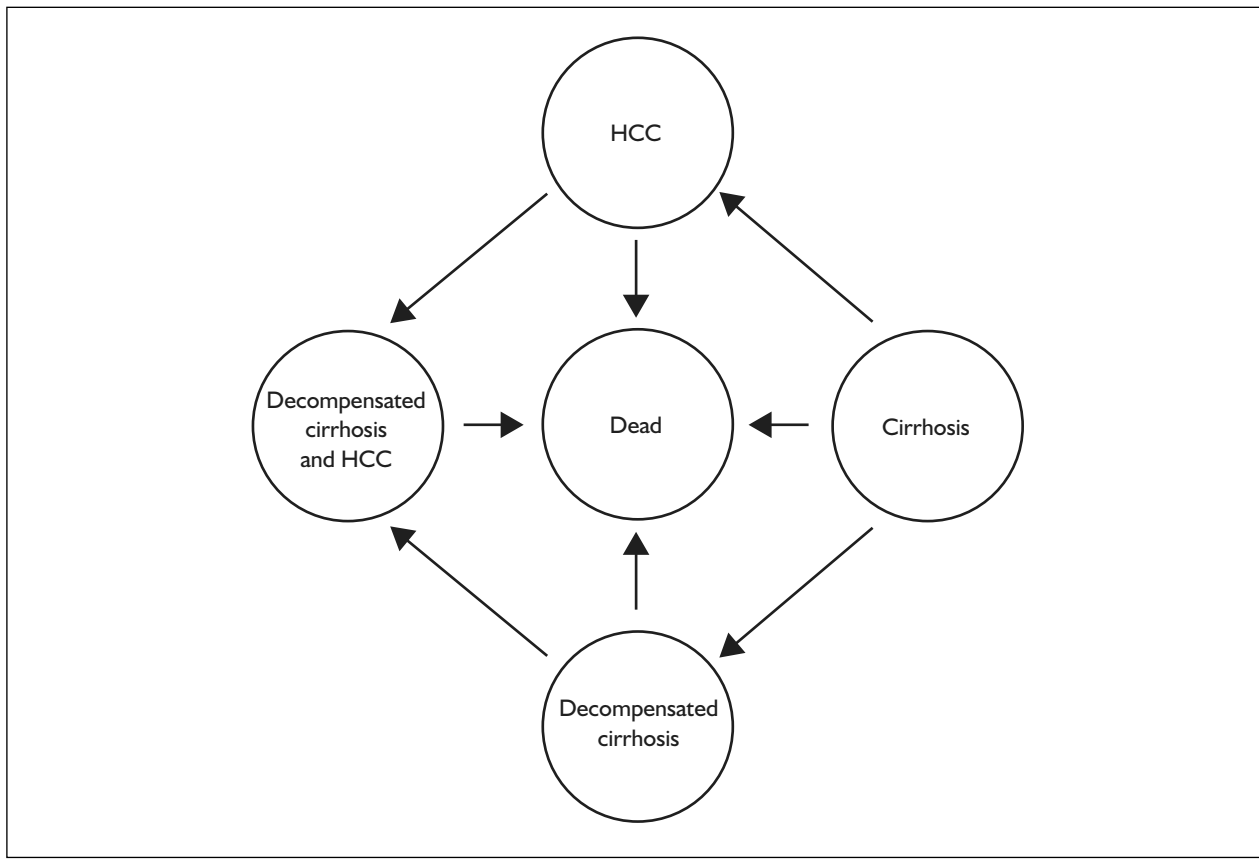 HCC
Decompensated
cirrhosis
and HCC
Dead
Cirrhosis
Decompensated
cirrhosis